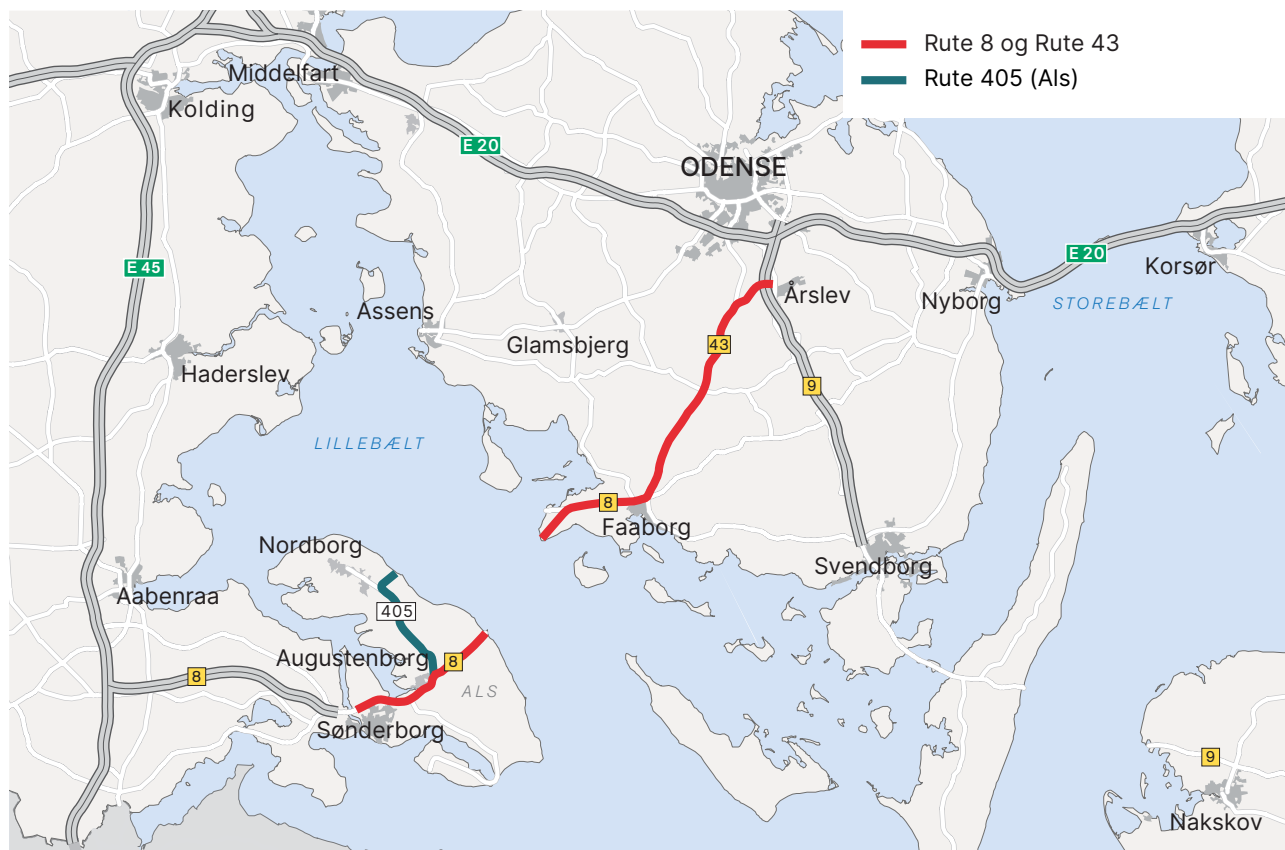 Rute 8 og Rute 43
Rute 405 (Als)
Middelfart
Kolding
E 20
ODENSE
E 45
E 20
Korsør
Årslev
Nyborg
STOREBÆLT
Assens
Glamsbjerg
43
Haderslev
9
LILLEBÆLT
8
Faaborg
Nordborg
Svendborg
Aabenraa
405
Augustenborg
8
8
ALS
Sønderborg
9
Nakskov